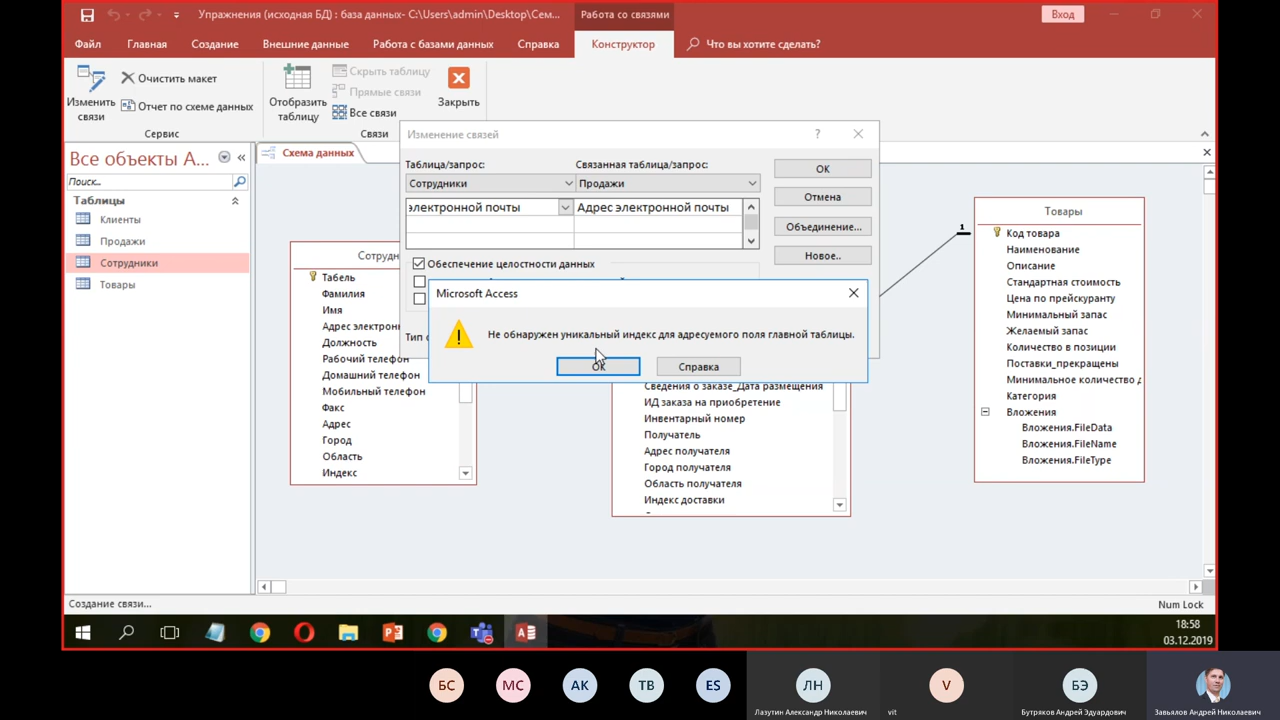 Упражнения (исходная БД) : база данных- C:\Users\admin\Desktop\Сем...
Работа со связями
Вход
Файл
Главная
Создание
Внешние данные
Работа с базами данных
Справка
Конструктор
Что вы хотите сделать?
Изменить связи
Очистить макет
Отчет по схеме данных
Сервис
Отобразить таблицу
Скрыть таблицу
Прямые связи
Все связи
Связи
Закрыть
Все объекты A...
Поиск...
Таблицы
Клиенты
Продажи
Сотрудники
Товары
Схема данных
Изменение связей
?
Таблица/запрос:
Связанная таблица/запрос:
Сотрудники
Продажи
электронной почты
Адрес электронной почты
Обеспечение целостности данных
ОК
Отмена
Объединение...
Новое..
Тип
Microsoft Access
Не обнаружен уникальный индекс для адресуемого поля главной таблицы.
ОК
Справка
Сотрудн
Табель
Фамилия
Имя
Адрес электрон
Должность
Рабочий телефон
Домашний телефон
Мобильный телефон
Факс
Адрес
Город
Область
Индекс
Сведения о заказе_Дата размещения
ИД заказа на приобретение
Инвентарный номер
Получатель
Адрес получателя
Город получателя
Область получателя
Индекс доставки
1
Товары
Код товара
Наименование
Описание
Стандартная стоимость
Цена по прейскуранту
Минимальный запас
Желаемый запас
Количество в позиции
Поставки_прекращены
Минимальное количество д
Категория
Вложения
Вложения.FileData
Вложения.FileName
Вложения.FileType
Создание связи...
Num Lock
18:58
03.12.2019
БС
МС
АК
ТВ
ES
ЛН
Лазутин Александр Николаевич
V
vit
БЭ
Бутряков Андрей Эдуардович
Завьялов Андрей Николаевич